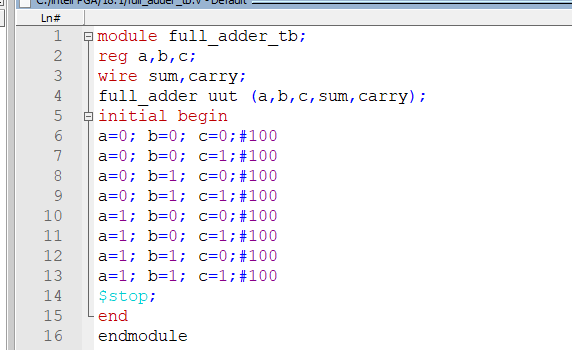 C:/intelFPGA/18.1/full_adder_tb.v - Default
Ln#
1 module full_adder_tb;
2 reg a,b,c;
3 wire sum,carry;
4 full_adder uut (a,b,c,sum,carry);
5 initial begin
6 a=0; b=0; c=0;#100
7 a=0; b=0; c=1;#100
8 a=0; b=1; c=0;#100
9 a=0; b=1; c=1;#100
10 a=1; b=0; c=0;#100
11 a=1; b=0; c=1;#100
12 a=1; b=1; c=0;#100
13 a=1; b=1; c=1;#100
14 $stop;
15 end
16 endmodule